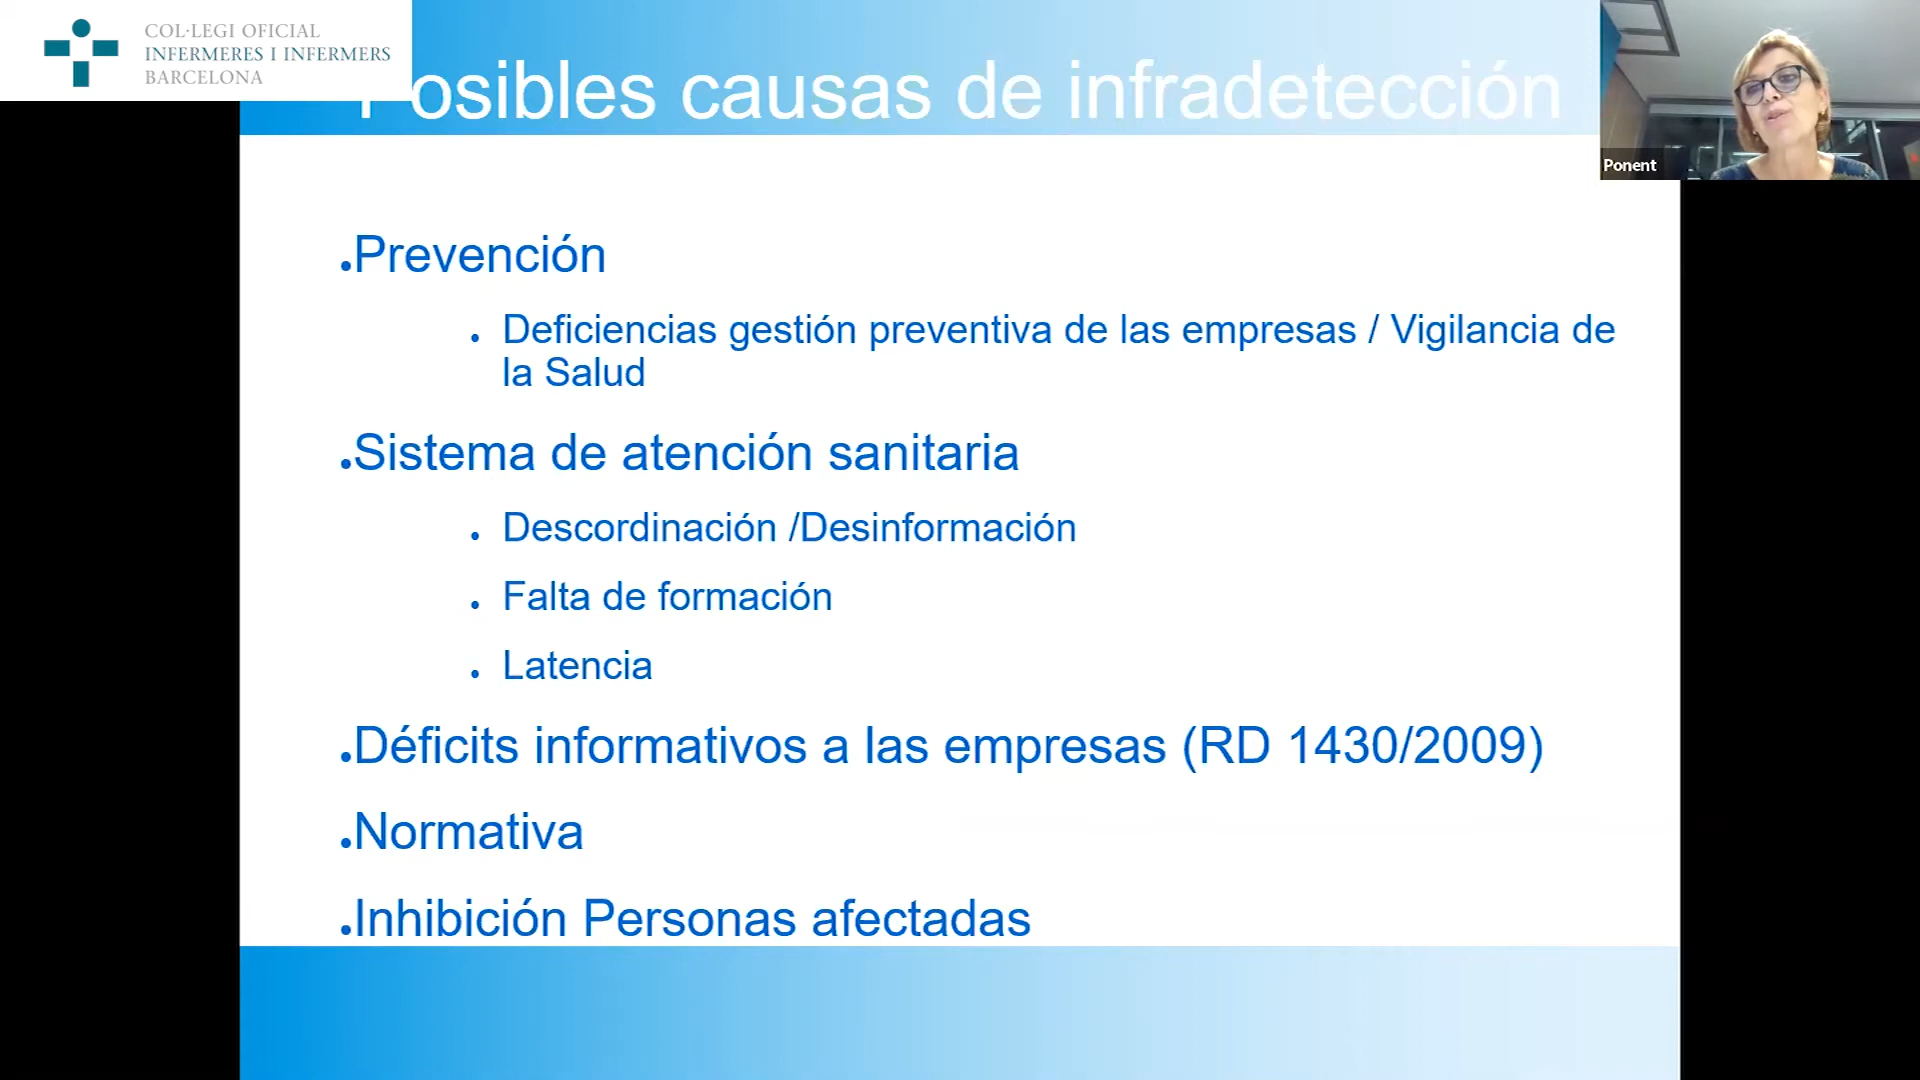 COL·LEGI OFICIAL
INFERMERES I INFERMERS
BARCELONA
Posibles causas de infradetección
Ponent
•Prevención
• Deficiencias gestión preventiva de las empresas / Vigilancia de
la Salud
•Sistema de atención sanitaria
• Descordinación /Desinformación
• Falta de formación
• Latencia
•Déficits informativos a las empresas (RD 1430/2009)
•Normativa
•Inhibición Personas afectadas